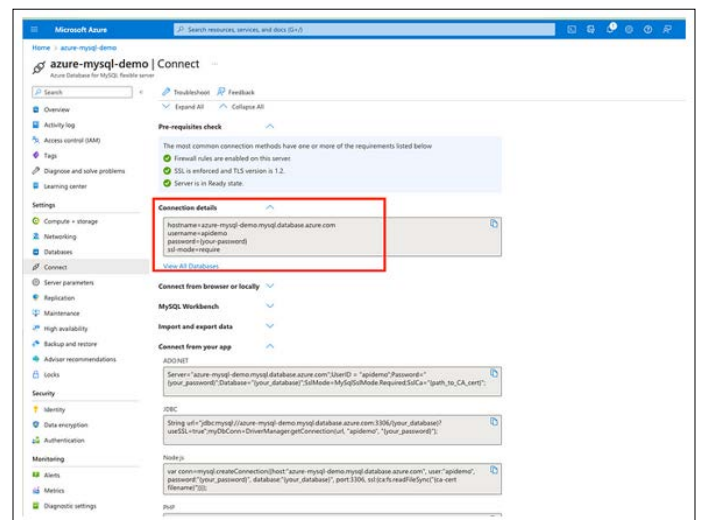 Microsoft Azure
Search resources, services, and docs (G+/)
Home > azure-mysql-demo
azure-mysql-demo | Connect ...
Azure Database for MySQL flexible server
Search
Troubleshoot Feedback
Expand All Collapse All
Overview
Activity log
Access control (IAM)
Tags
Diagnose and solve problems
Learning center
Settings
Compute + storage
Networking
Databases
Connect
Server parameters
Replication
Maintenance
High availability
Backup and restore
Adviser recommendations
Locks
Security
Identity
Data encryption
Authentication
Monitoring
Alerts
Metrics
Diagnostic settings
Pre-requisites check
The most common connection methods have one or more of the requirements listed below
Firewall rules are enabled on this server.
SSL is enforced and TLS version is 1.2.
Server is in Ready state.
Connection details
hostname=azure-mysql-demo.mysql.database.azure.com
username=apidemo
password={your-password}
ssl-mode=require
View All Databases
Connect from browser or locally
MySQL Workbench
Import and export data
Connect from your app
ADO.NET
Server="azure-mysql-demo.mysql.database.azure.com";UserID = "apidemo";Password="
{your_password}";Database="{your_database}";SslMode=MySqlSslMode.Required;SslCa="{path_to_CA_cert}";
JDBC
String url="jdbc:mysql://azure-mysql-demo.mysql.database.azure.com:3306/{your_database}?
useSSL=true";myDbConn=DriverManager.getConnection(url, "apidemo", "{your_password}");
Node.js
var conn=mysql.createConnection({host:"azure-mysql-demo.mysql.database.azure.com", user:"apidemo",
password:"{your_password}", database:"{your_database}", port:3306, ssl:{ca:fs.readFileSync("{ca-cert
filename}")}});
PHP